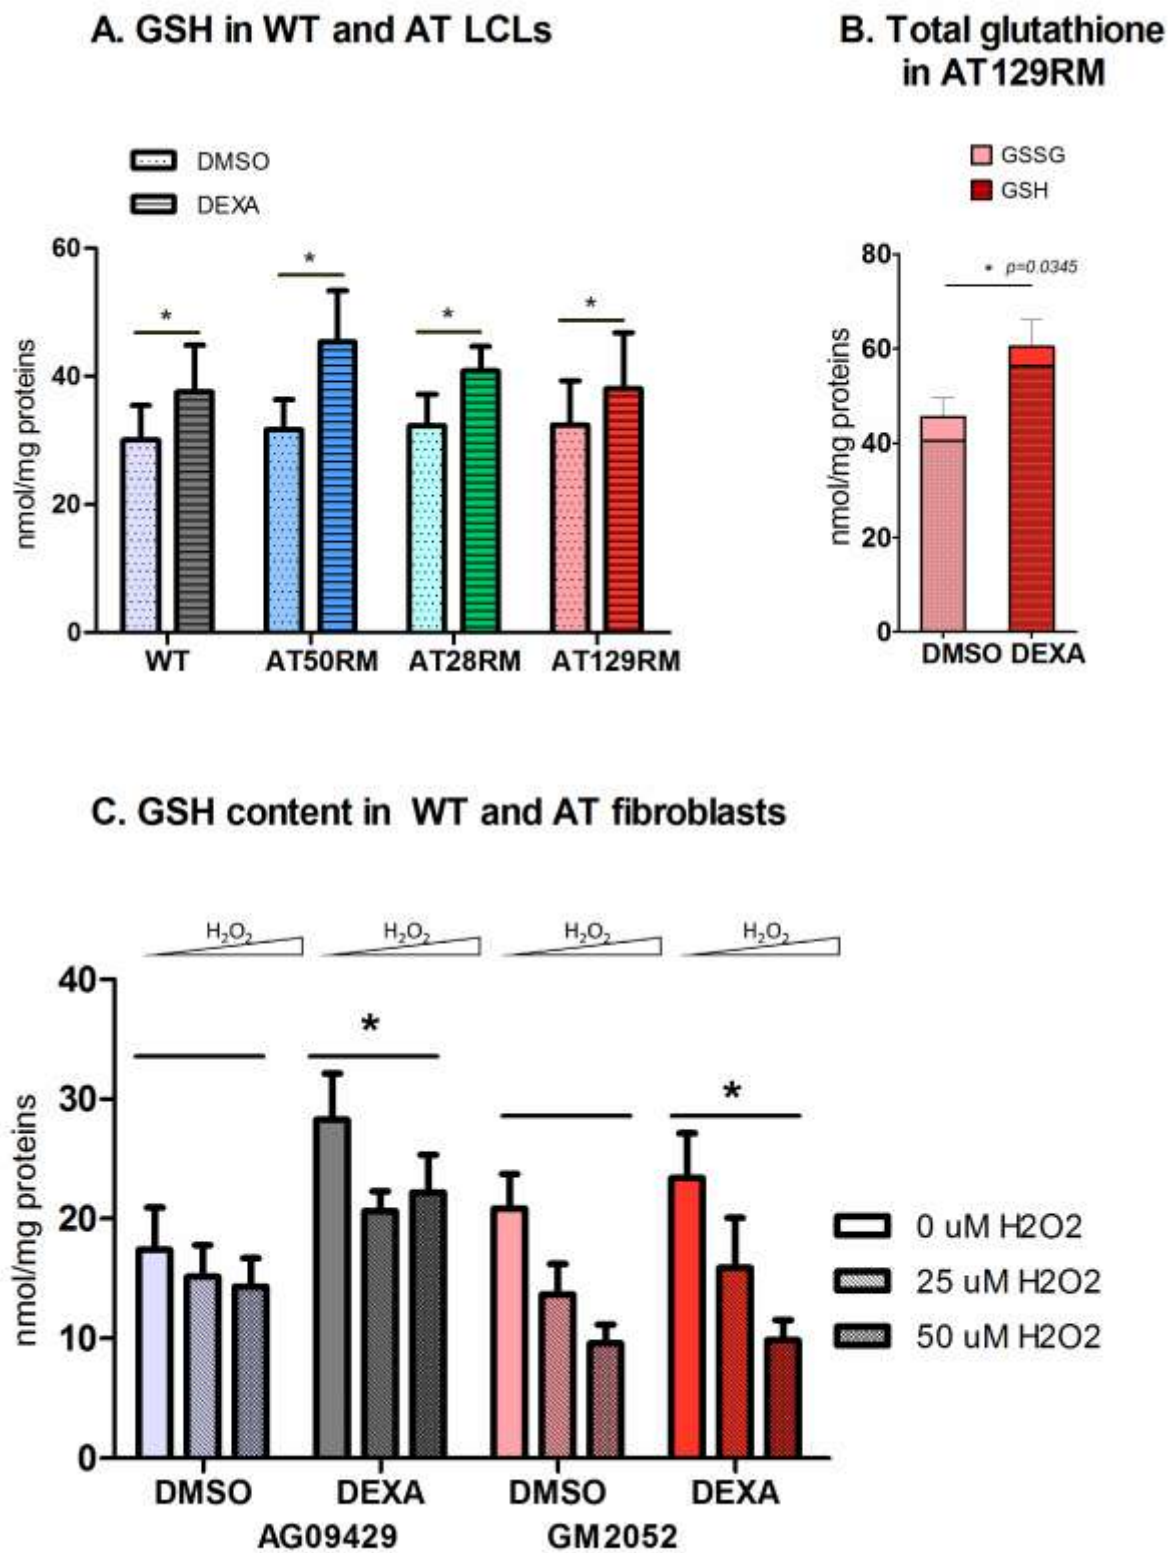 A. GSH in WT and AT LCLs
DMSO
DEXA
*
*
*
*
60
40
20
0
nmol/mg proteins
WT
AT50RM
AT28RM
AT129RM
B. Total glutathione
in AT129RM
GSSG
GSH
* p=0.0345
80
60
40
20
0
nmol/mg proteins
DMSO DEXA
C. GSH content in WT and AT fibroblasts
H₂O₂
H₂O₂
H₂O₂
H₂O₂
*
*
40
30
20
10
0
nmol/mg proteins
DMSO
DEXA
DMSO
DEXA
AG09429
GM2052
0 uM H2O2
25 uM H2O2
50 uM H2O2